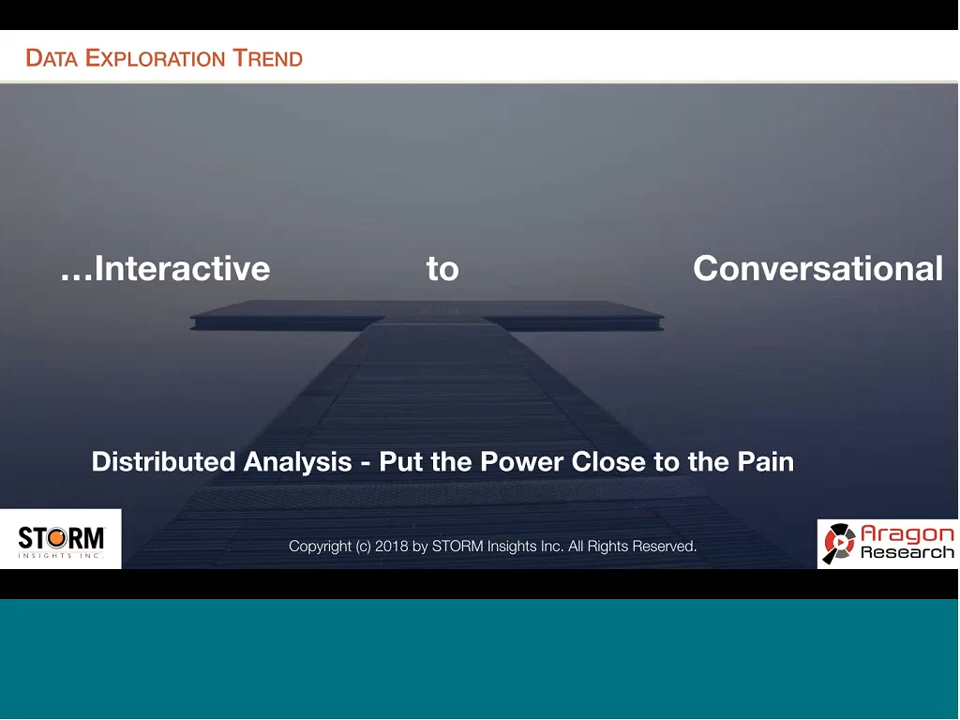 DATA EXPLORATION TREND
...Interactive to Conversational
Distributed Analysis - Put the Power Close to the Pain
STORM
INSIGHTS INC.
Copyright (c) 2018 by STORM Insights Inc. All Rights Reserved.
Aragon
Research